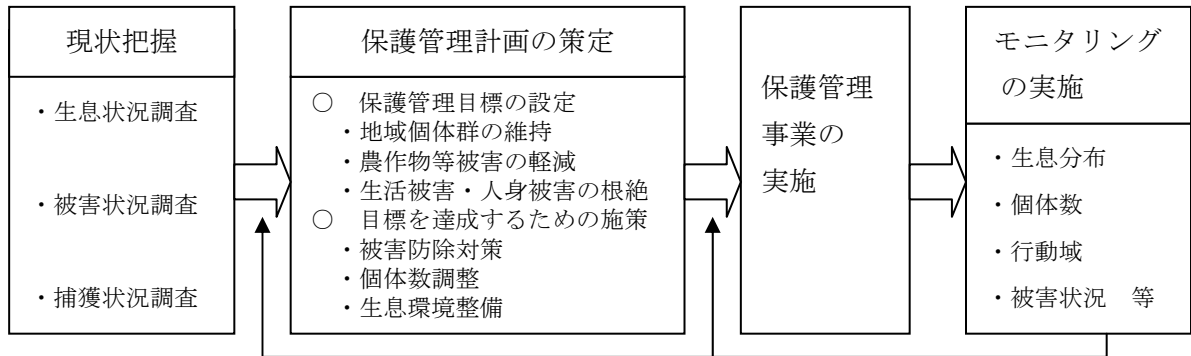 現状把握
・生息状況調査
・被害状況調査
・捕獲状況調査
保護管理計画の策定
○　保護管理目標の設定
・地域個体群の維持
・農作物等被害の軽減
・生活被害・人身被害の根絶
○　目標を達成するための施策
・被害防除対策
・個体数調整
・生息環境整備
保護管理
事業の
実施
モニタリング
の実施
・生息分布
・個体数
・行動域
・被害状況　等